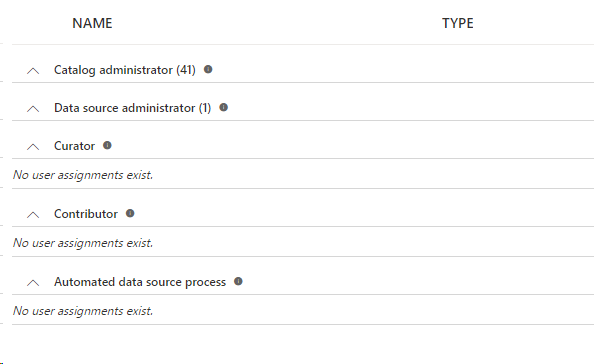 NAME TYPE
Catalog administrator (41)
Data source administrator (1)
Curator
No user assignments exist.
Contributor
No user assignments exist.
Automated data source process
No user assignments exist.